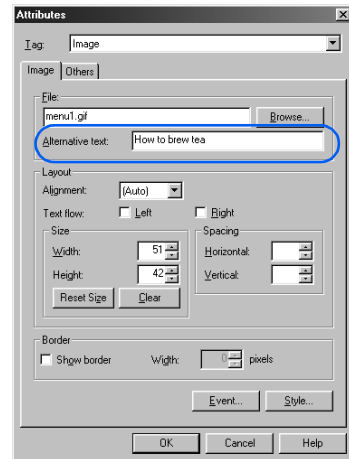 Attributes
Tag: Image
Image Others
File:
menu1.gif Browse...
Alternative text: How to brew tea
Layout
Alignment: (Auto)
Text flow: Left Right
Size Spacing
Width: 51 Horizontal:
Height: 42 Vertical:
Reset Size Clear
Border
Show border Width: 0 pixels
Event... Style...
OK Cancel Help